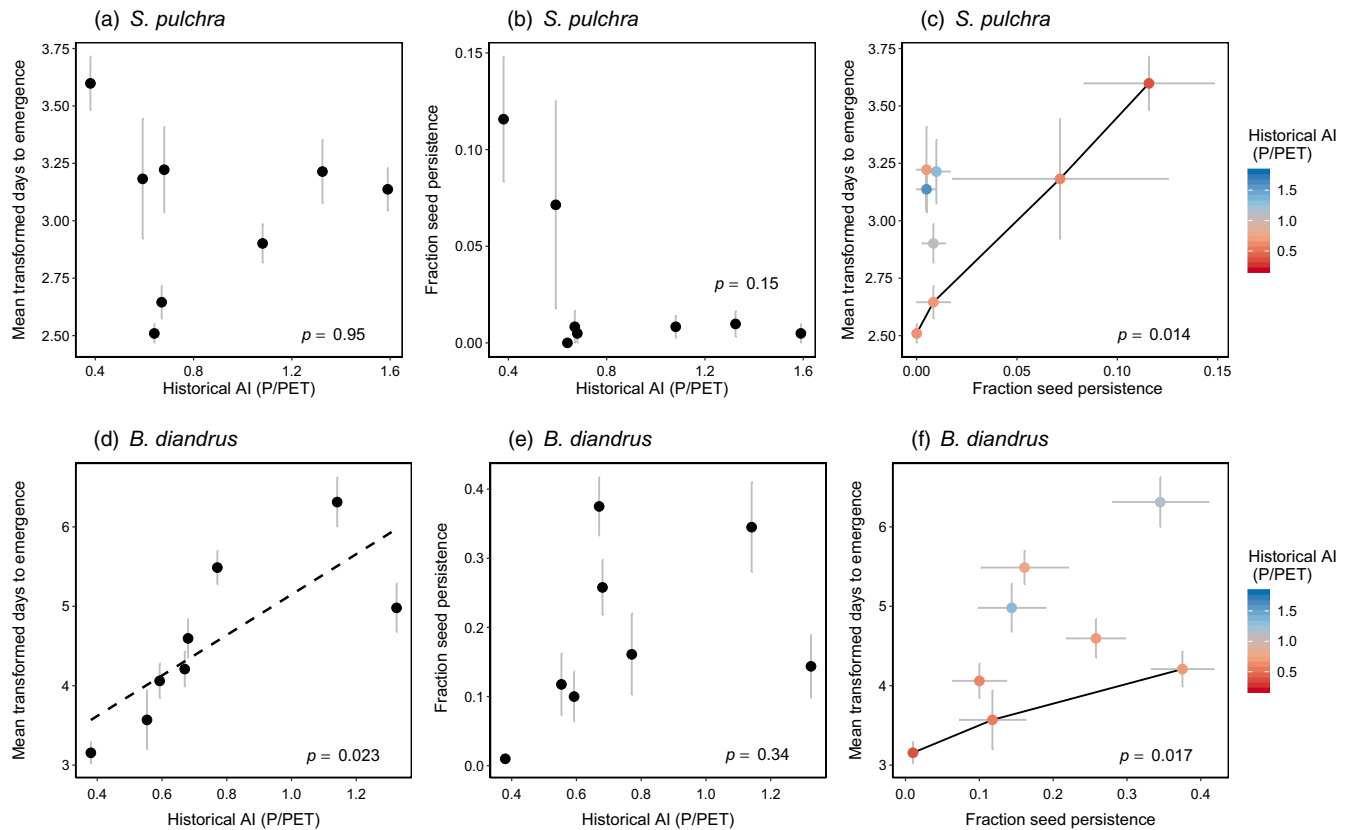 (a) S. pulchra
(b) S. pulchra
(c) S. pulchra
Mean transformed days to emergence
3.75
3.50
3.25
3.00
2.75
2.50
p = 0.95
0.4
0.8
1.2
1.6
Historical AI (P/PET)
Fraction seed persistence
0.15
0.10
0.05
0.00
p = 0.15
0.4
0.8
1.2
1.6
Historical AI (P/PET)
Mean transformed days to emergence
3.75
3.50
3.25
3.00
2.75
2.50
p = 0.014
0.00
0.05
0.10
0.15
Fraction seed persistence
Historical AI
(P/PET)
1.5
1.0
0.5
(d) B. diandrus
(e) B. diandrus
(f) B. diandrus
Mean transformed days to emergence
6
5
4
3
p = 0.023
0.4
0.6
0.8
1.0
1.2
Historical AI (P/PET)
Fraction seed persistence
0.4
0.3
0.2
0.1
0.0
p = 0.34
0.4
0.6
0.8
1.0
1.2
Historical AI (P/PET)
Mean transformed days to emergence
6
5
4
3
p = 0.017
0.0
0.1
0.2
0.3
0.4
Fraction seed persistence
Historical AI
(P/PET)
1.5
1.0
0.5